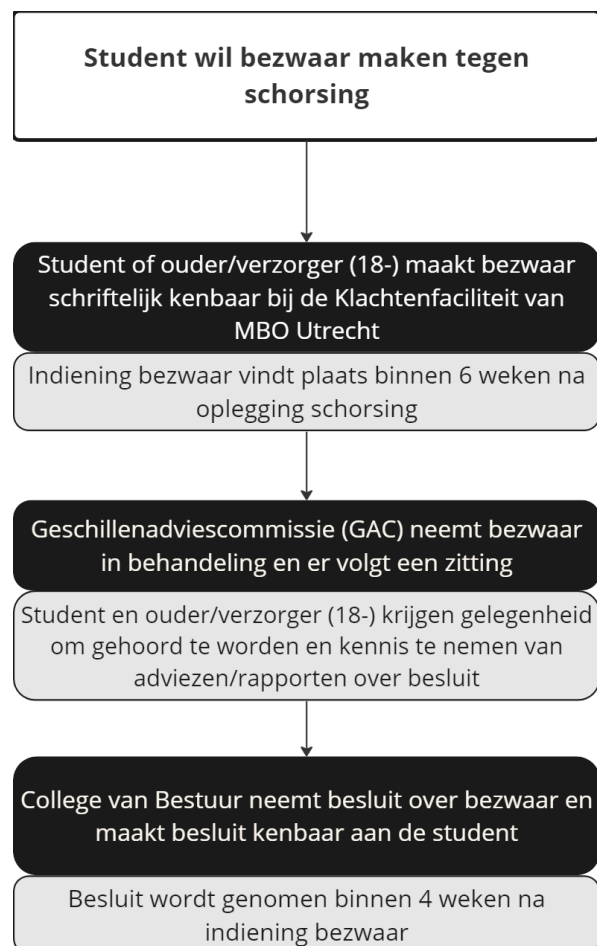 Student wil bezwaar maken tegen
schorsing
Student of ouder/verzorger (18-) maakt bezwaar
schriftelijk kenbaar bij de Klachtenfaciliteit van
MBO Utrecht
Indiening bezwaar vindt plaats binnen 6 weken na
oplegging schorsing
Geschillenadviescommissie (GAC) neemt bezwaar
in behandeling en er volgt een zitting
Student en ouder/verzorger (18-) krijgen gelegenheid
om gehoord te worden en kennis te nemen van
adviezen/rapporten over besluit
College van Bestuur neemt besluit over bezwaar en
maakt besluit kenbaar aan de student
Besluit wordt genomen binnen 4 weken na
indiening bezwaar